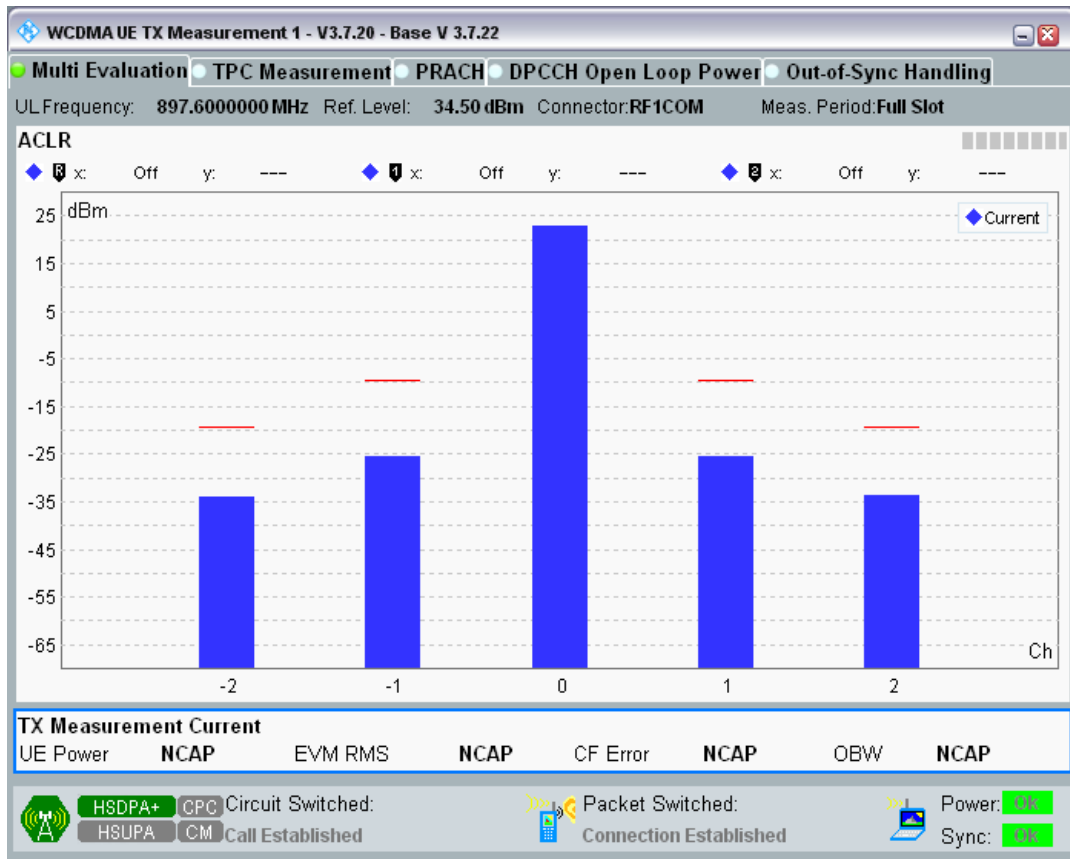 WCDMA UE TX Measurement 1 - V3.7.20 - Base V 3.7.22
Multi Evaluation TPC Measurement PRACH DPCCH Open Loop Power Out-of-Sync Handling
UL Frequency: 897.6000000 MHz Ref. Level: 34.50 dBm Connector:RF1COM Meas. Period:Full Slot
ACLR
R x: Off y: --- 1 x: Off y: --- 2 x: Off y: ---
dBm
Current
25
15
5
-5
-15
-25
-35
-45
-55
-65
Ch
-2 -1 0 1 2
TX Measurement Current
UE Power NCAP EVM RMS NCAP CF Error NCAP OBW NCAP
HSDPA+ CPC Circuit Switched: Packet Switched: Power: Ok
HSUPA CM Call Established Connection Established Sync: Ok